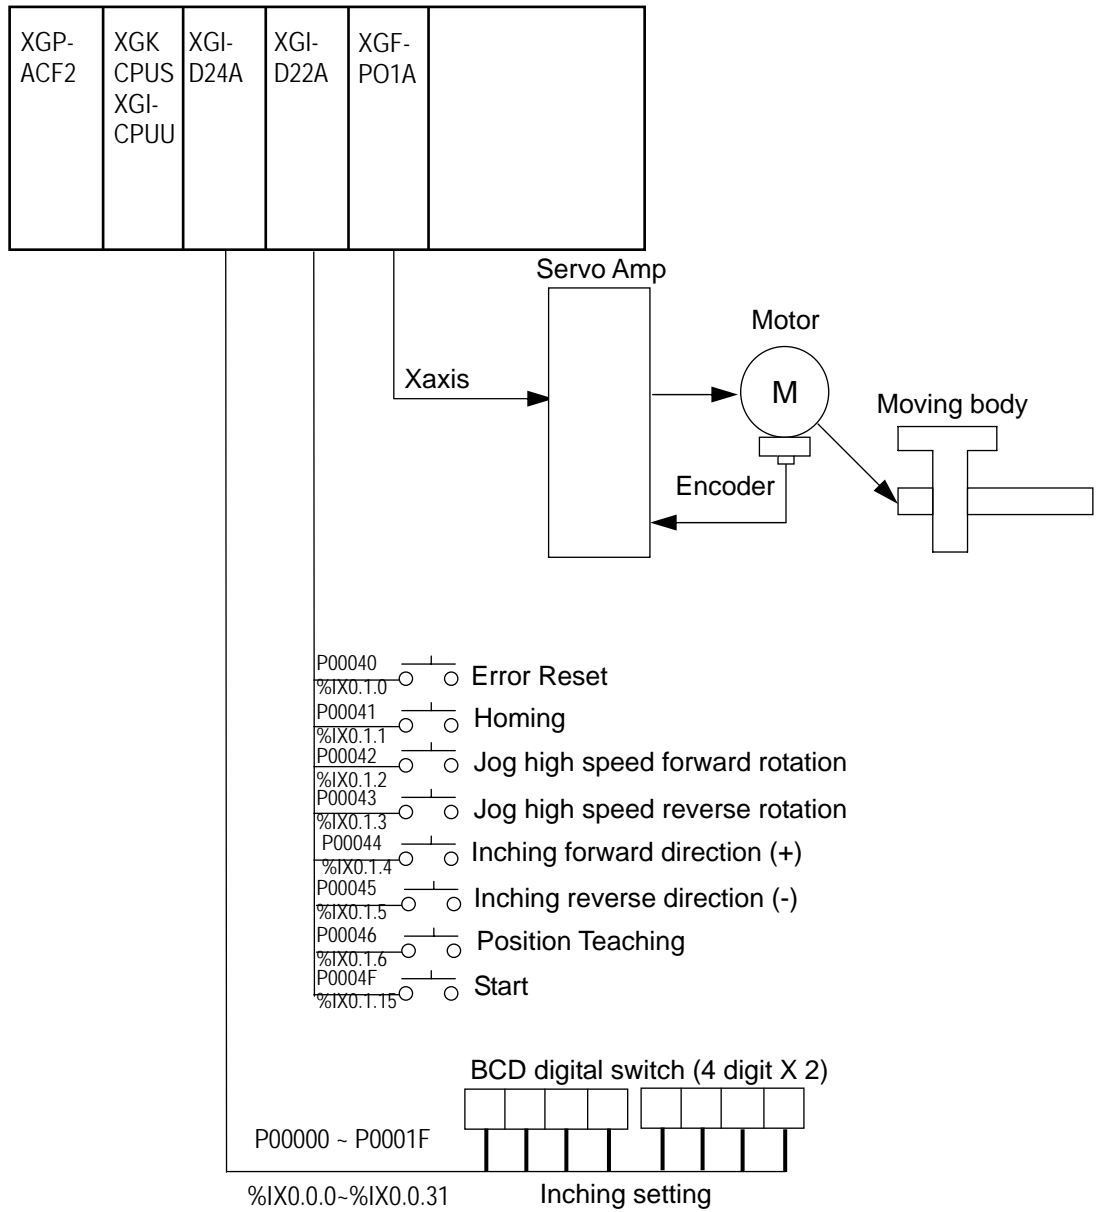 XGP-
ACF2
XGK
CPUS
XGI-
CPUU
XGI-
D24A
XGI-
D22A
XGF-
PO1A
Servo Amp
Motor
Xaxis
M
Moving body
Encoder
P00040
%IX0.1.0
Error Reset
P00041
%IX0.1.1
Homing
P00042
%IX0.1.2
Jog high speed forward rotation
P00043
%IX0.1.3
Jog high speed reverse rotation
P00044
%IX0.1.4
Inching forward direction (+)
P00045
%IX0.1.5
Inching reverse direction (-)
P00046
%IX0.1.6
Position Teaching
P0004F
%IX0.1.15
Start
BCD digital switch (4 digit X 2)
P00000 ~ P0001F
%IX0.0.0~%IX0.0.31
Inching setting